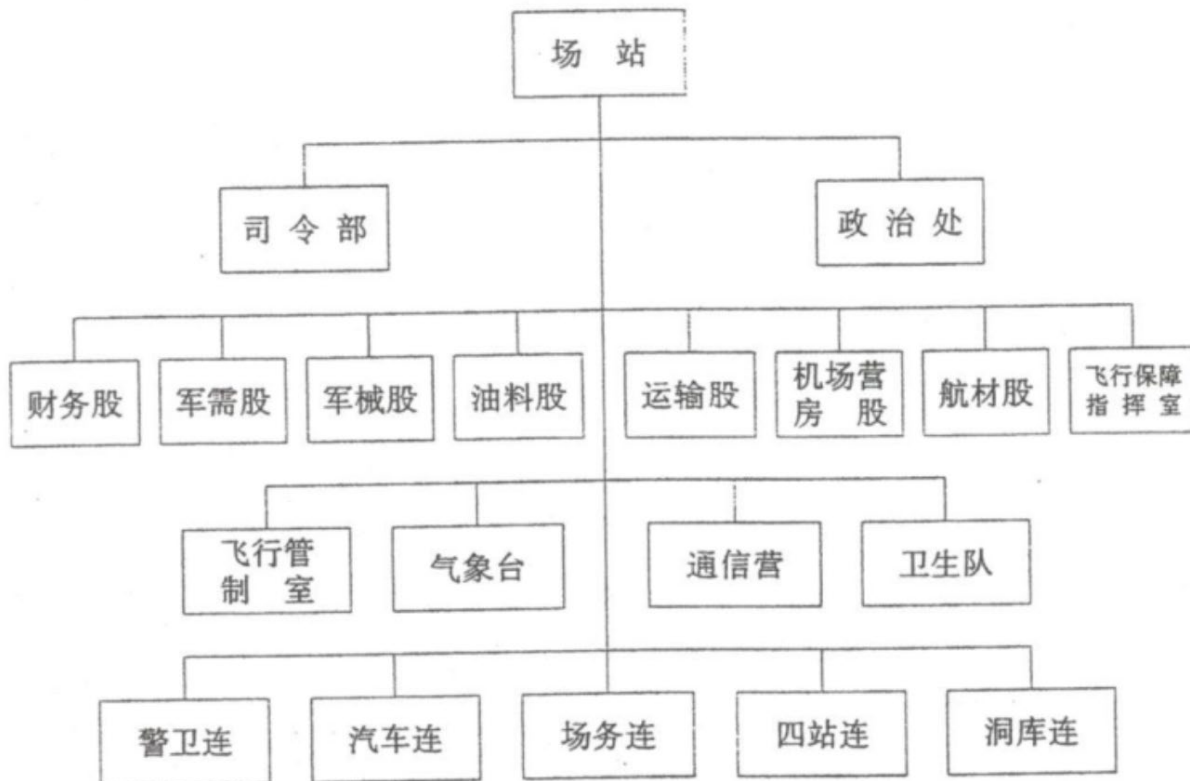 场 站
司 令 部
政 治 处
财务股
军需股
军械股
油料股
运输股
机场营
房 股
航材股
飞行保障
指 挥 室
飞行管
制 室
气象台
通信营
卫生队
警卫连
汽车连
场务连
四站连
洞库连